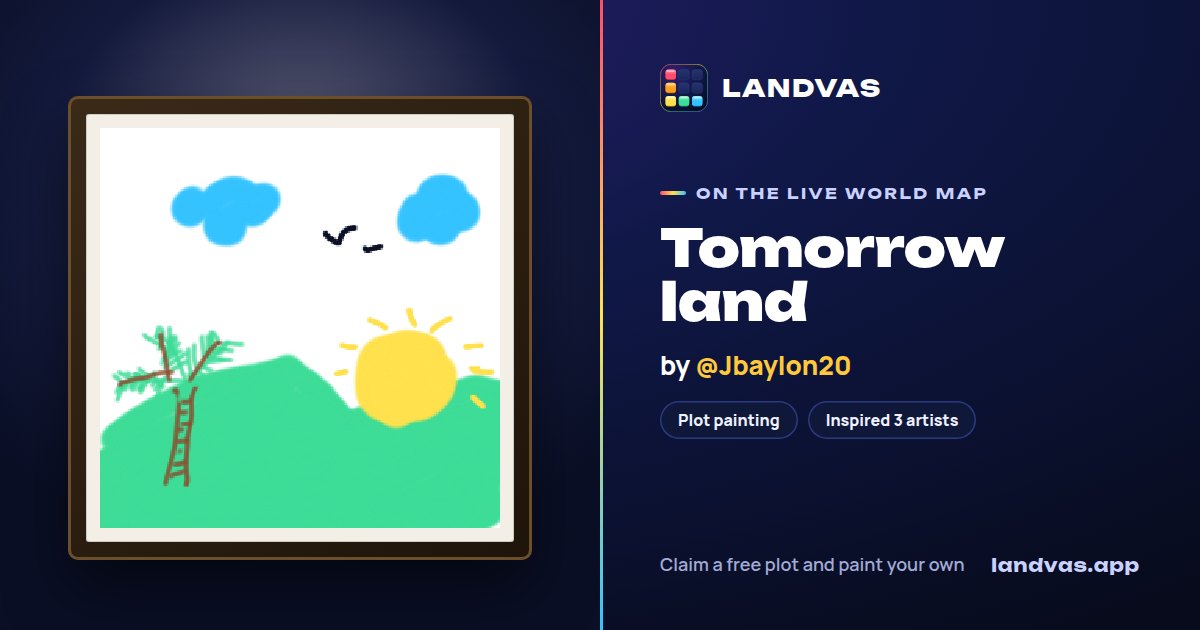 LANDVAS
ON THE LIVE WORLD MAP
Tomorrow
land
by @Jbaylon20
Plot painting
Inspired 3 artists
Claim a free plot and paint your own
landvas.app